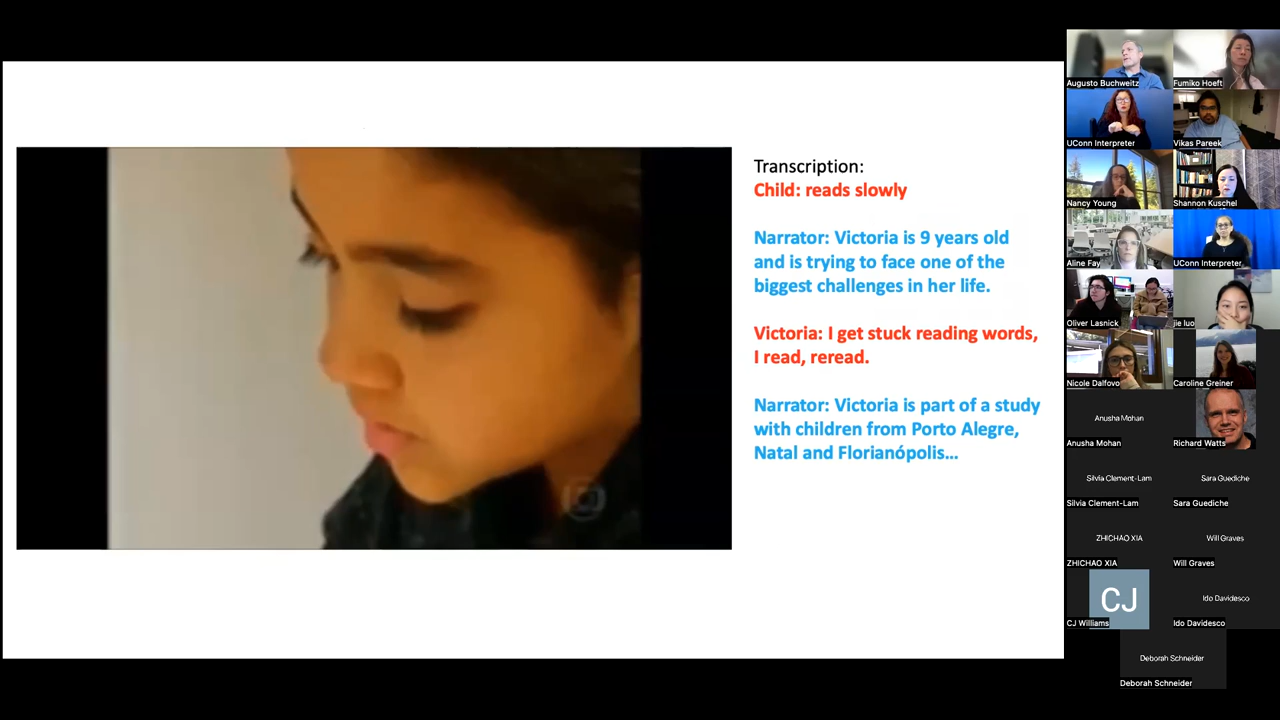 Transcription:
Child: reads slowly
Narrator: Victoria is 9 years old
and is trying to face one of the
biggest challenges in her life.
Victoria: I get stuck reading words,
I read, reread.
Narrator: Victoria is part of a study
with children from Porto Alegre,
Natal and Florianópolis...
Augusto Buchweitz
Fumiko Hoeft
UConn Interpreter
Vikas Pareek
Nancy Young
Shannon Kuschel
Aline Fay
UConn Interpreter
Oliver Lasnick
jie luo
Nicole Dalfovo
Caroline Greiner
Anusha Mohan
Anusha Mohan
Richard Watts
Silvia Clement-Lam
Sara Guediche
Silvia Clement-Lam
Sara Guediche
ZHICHAO XIA
Will Graves
ZHICHAO XIA
Will Graves
CJ
Ido Davidesco
CJ Williams
Ido Davidesco
Deborah Schneider
Deborah Schneider